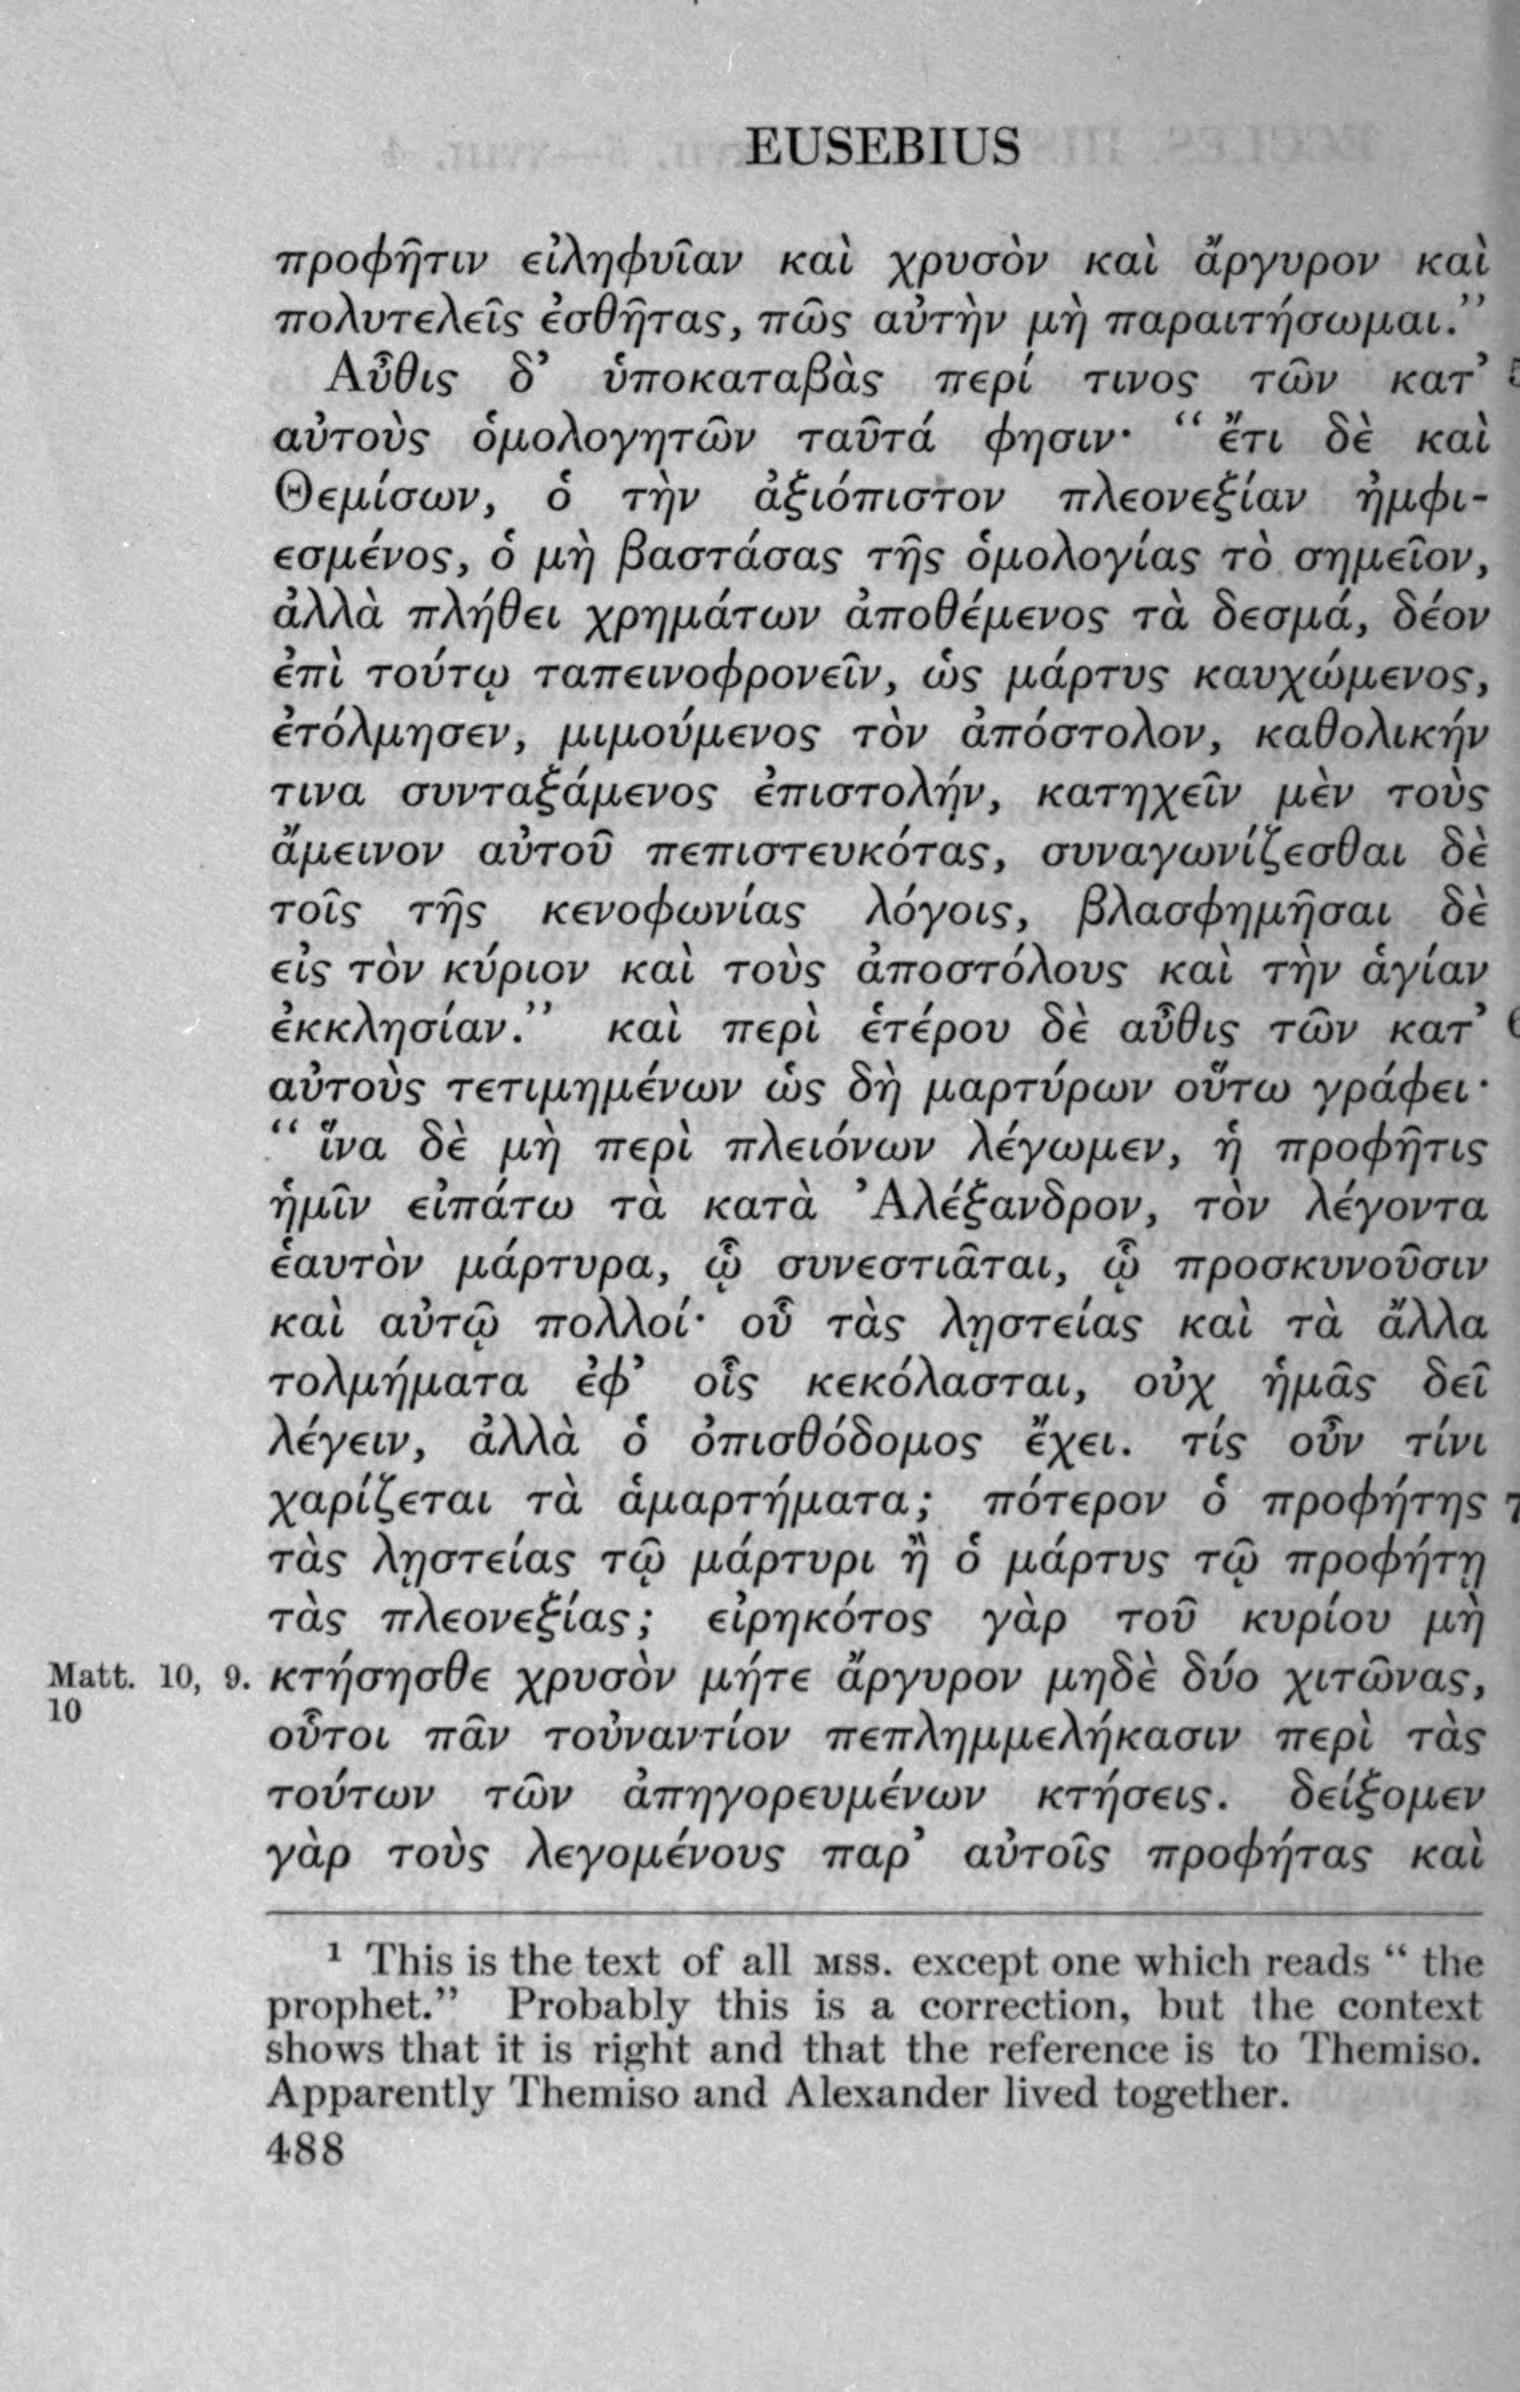 EUSEBIUS
προφῆτιν εἰληφυῖαν καὶ χρυσὸν καὶ ἄργυρον καὶ
πολυτελεῖς ἐσθῆτας, πῶς αὐτὴν μὴ παραιτήσωμαι.”
Αὖθις δ’ ὑποκαταβὰς περί τινος τῶν κατ’
αὐτοὺς ὁμολογητῶν ταῦτά φησιν· “ἔτι δὲ καὶ
Θεμίσων, ὁ τὴν ἀξιόπιστον πλεονεξίαν ἠμφι-
εσμένος, ὁ μὴ βαστάσας τῆς ὁμολογίας τὸ σημεῖον,
ἀλλὰ πλήθει χρημάτων ἀποθέμενος τὰ δεσμά, δέον
ἐπὶ τούτῳ ταπεινοφρονεῖν, ὡς μάρτυς καυχώμενος,
ἐτόλμησεν, μιμούμενος τὸν ἀπόστολον, καθολικήν
τινα συνταξάμενος ἐπιστολήν, κατηχεῖν μὲν τοὺς
ἄμεινον αὐτοῦ πεπιστευκότας, συναγωνίζεσθαι δὲ
τοῖς τῆς κενοφωνίας λόγοις, βλασφημῆσαι δὲ
εἰς τὸν κύριον καὶ τοὺς ἀποστόλους καὶ τὴν ἁγίαν
ἐκκλησίαν.” καὶ περὶ ἑτέρου δὲ αὖθις τῶν κατ’
αὐτοὺς τετιμημένων ὡς δὴ μαρτύρων οὕτω γράφει·
“ἵνα δὲ μὴ περὶ πλειόνων λέγωμεν, ἡ προφῆτις
ἡμῖν εἰπάτω τὰ κατὰ Ἀλέξανδρον, τὸν λέγοντα
ἑαυτὸν μάρτυρα, ᾧ συνεστιᾶται, ᾧ προσκυνοῦσιν
καὶ αὐτῷ πολλοί· οὗ τὰς λῃστείας καὶ τὰ ἄλλα
τολμήματα ἐφ’ οἷς κεκόλασται, οὐχ ἡμᾶς δεῖ
λέγειν, ἀλλὰ ὁ ὀπισθόδομος ἔχει. τίς οὖν τίνι
χαρίζεται τὰ ἁμαρτήματα; πότερον ὁ προφήτης 7
τὰς λῃστείας τῷ μάρτυρι ἢ ὁ μάρτυς τῷ προφήτῃ
τὰς πλεονεξίας; εἰρηκότος γὰρ τοῦ κυρίου μὴ
Matt. 10, 9. κτήσησθε χρυσὸν μήτε ἄργυρον μηδὲ δύο χιτῶνας,
10
οὗτοι πᾶν τοὐναντίον πεπλημμελήκασιν περὶ τὰς
τούτων τῶν ἀπηγορευμένων κτήσεις. δείξομεν
γὰρ τοὺς λεγομένους παρ’ αὐτοῖς προφήτας καὶ
¹ This is the text of all MSS. except one which reads “ the
prophet.” Probably this is a correction, but the context
shows that it is right and that the reference is to Themiso.
Apparently Themiso and Alexander lived together.
488